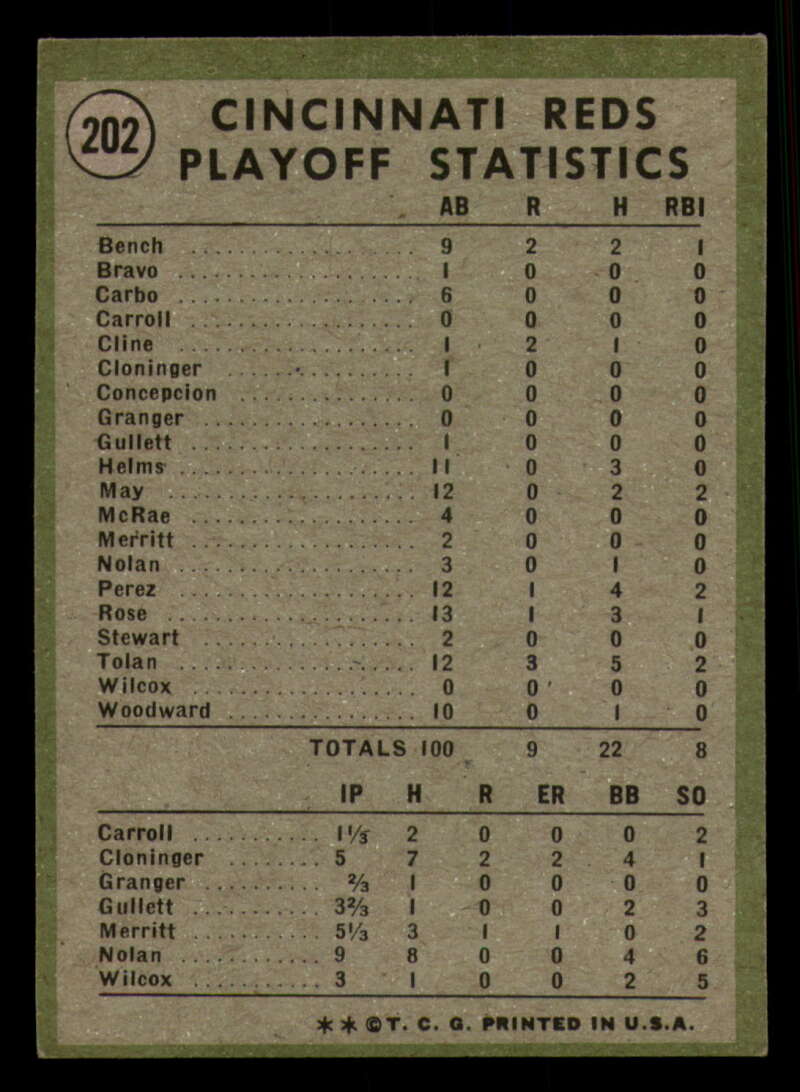 202
CINCINNATI REDS
PLAYOFF STATISTICS
AB R H RBI
Bench 9 2 2 1
Bravo 1 0 0 0
Carbo 6 0 0 0
Carroll 0 0 0 0
Cline 1 2 1 0
Cloninger 1 0 0 0
Concepcion 0 0 0 0
Granger 0 0 0 0
Gullett 1 0 0 0
Helms 11 0 3 0
May 12 0 2 2
McRae 4 0 0 0
Merritt 2 0 0 0
Nolan 3 0 1 0
Perez 12 1 4 2
Rose 13 1 3 1
Stewart 2 0 0 0
Tolan 12 3 5 2
Wilcox 0 0 0 0
Woodward 10 0 1 0
TOTALS 100 9 22 8
IP H R ER BB SO
Carroll 1⅓ 2 0 0 0 2
Cloninger 5 7 2 2 4 1
Granger ⅔ 1 0 0 0 0
Gullett 3⅔ 1 0 0 2 3
Merritt 5⅓ 3 1 1 0 2
Nolan 9 8 0 0 4 6
Wilcox 3 1 0 0 2 5
** ©T. C. G. PRINTED IN U.S.A.